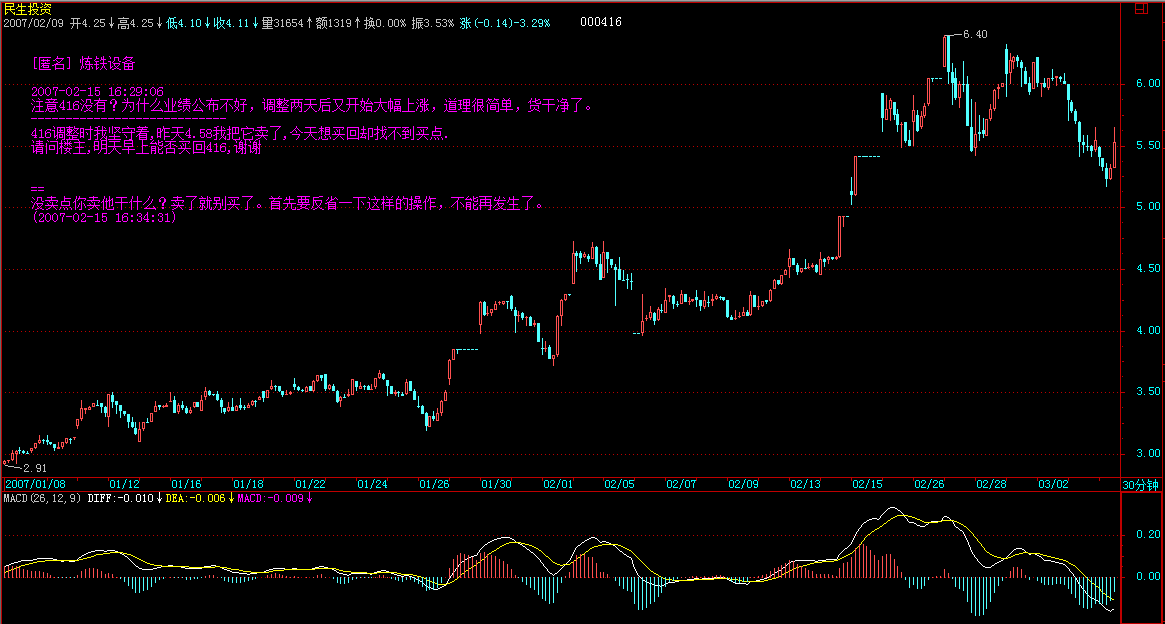 民生投资
2007/02/09 开4.25↓高4.25↓低4.10↓收4.11↓量31654↑额1319↑换0.00% 振3.53% 涨(-0.14)-3.29% 000416
6.40
[匿名] 炼铁设备
2007-02-15 16:29:06
注意416没有?为什么业绩公布不好，调整两天后又开始大幅上涨，道理很简单，货干净了。
----------------------------
416调整时我坚守着,昨天4.58我把它卖了,今天想买回却找不到买点.
请问楼主,明天早上能否买回416,谢谢
==
没卖点你卖他干什么？卖了就别买了。首先要反省一下这样的操作，不能再发生了。
(2007-02-15 16:34:31)
6.00
5.50
5.00
4.50
4.00
3.50
3.00
2.91
2007/01/08 01/12 01/16 01/18 01/22 01/24 01/26 01/30 02/01 02/05 02/07 02/09 02/13 02/15 02/26 02/28 03/02 30分钟
MACD(26,12,9) DIFF:-0.010↓DEA:-0.006↓MACD:-0.009↓
0.20
0.00